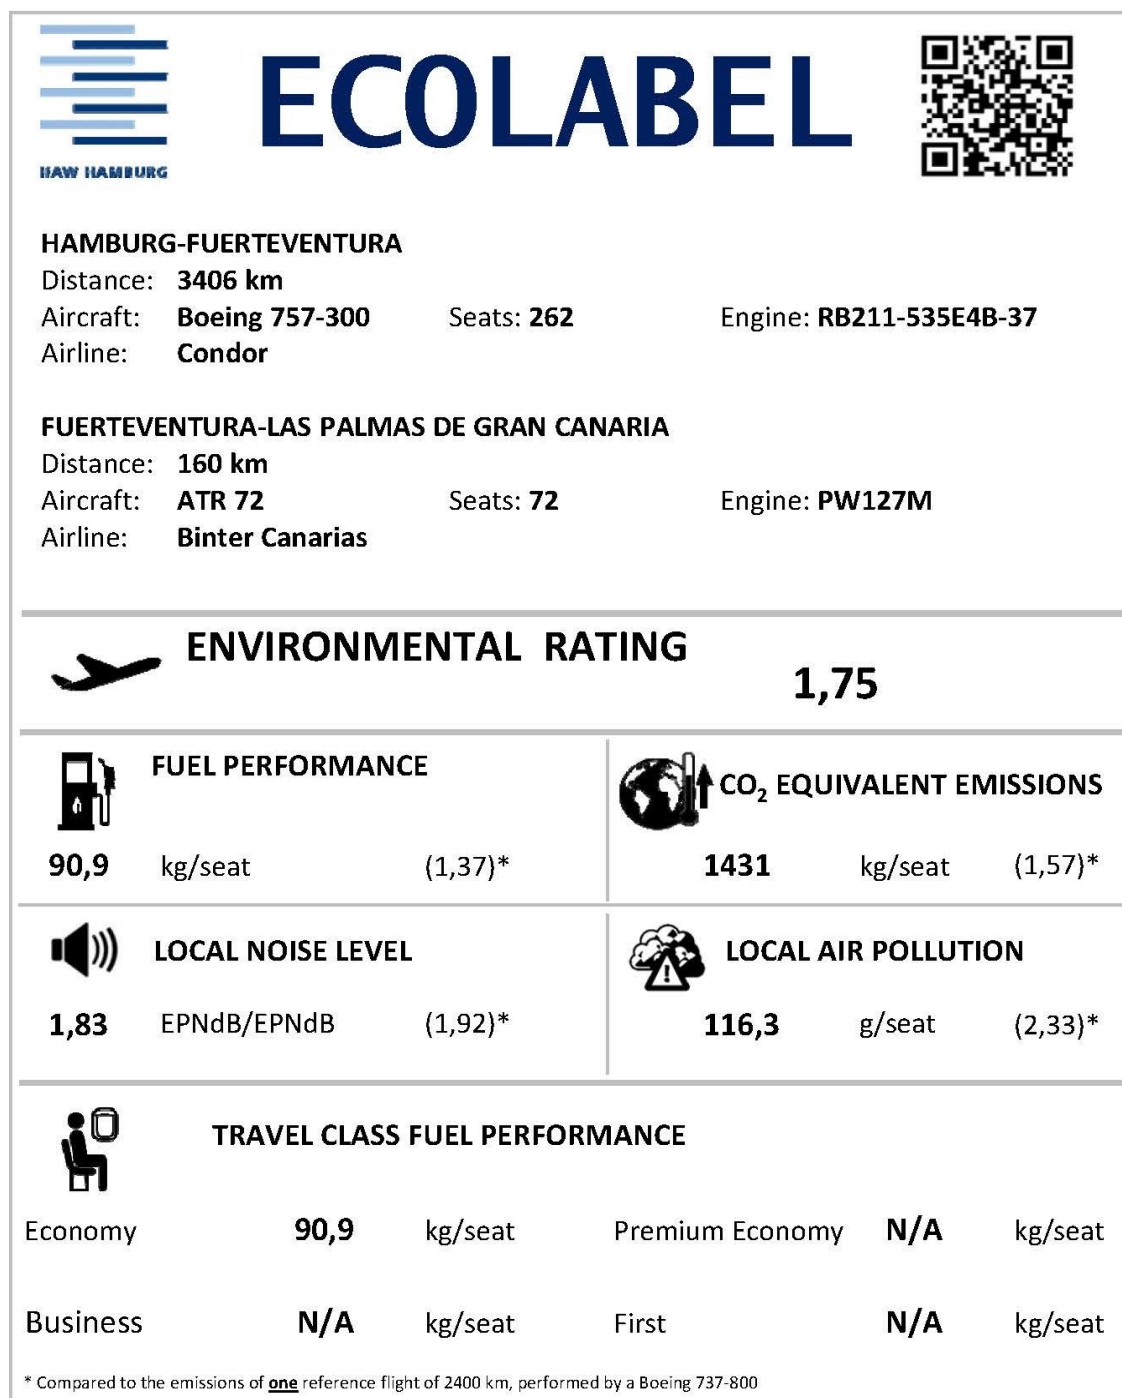 HAW HAMBURG
ECOLABEL
HAMBURG-FUERTEVENTURA
Distance: 3406 km
Aircraft: Boeing 757-300 Seats: 262 Engine: RB211-535E4B-37
Airline: Condor
FUERTEVENTURA-LAS PALMAS DE GRAN CANARIA
Distance: 160 km
Aircraft: ATR 72 Seats: 72 Engine: PW127M
Airline: Binter Canarias
ENVIRONMENTAL RATING
1,75
FUEL PERFORMANCE
90,9 kg/seat (1,37)*
CO₂ EQUIVALENT EMISSIONS
1431 kg/seat (1,57)*
LOCAL NOISE LEVEL
1,83 EPNdB/EPNdB (1,92)*
LOCAL AIR POLLUTION
116,3 g/seat (2,33)*
TRAVEL CLASS FUEL PERFORMANCE
Economy 90,9 kg/seat Premium Economy N/A kg/seat
Business N/A kg/seat First N/A kg/seat
* Compared to the emissions of one reference flight of 2400 km, performed by a Boeing 737-800